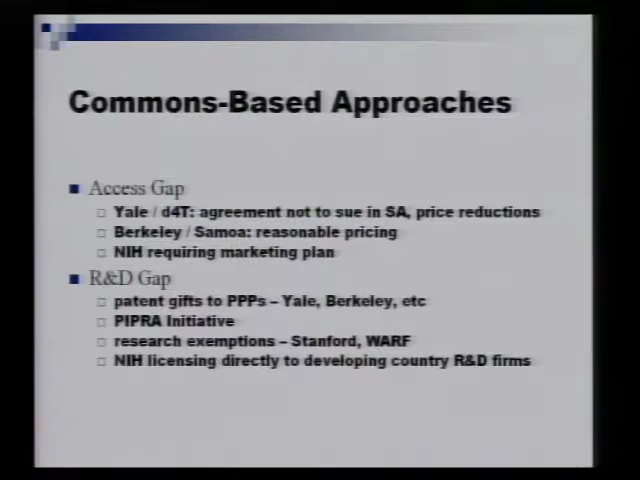 Commons-Based Approaches
Access Gap
Yale / d4T: agreement not to sue in SA, price reductions
Berkeley / Samoa: reasonable pricing
NIH requiring marketing plan
R&D Gap
patent gifts to PPPs – Yale, Berkeley, etc
PIPRA Initiative
research exemptions – Stanford, WARF
NIH licensing directly to developing country R&D firms